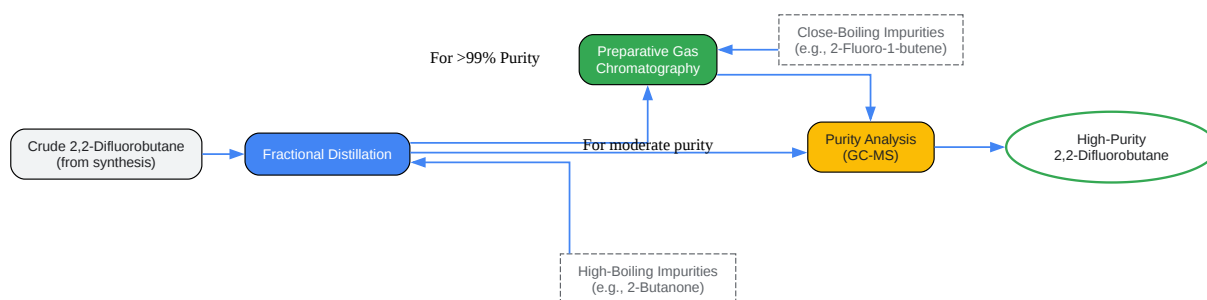 Close-Boiling Impurities
(e.g., 2-Fluoro-1-butene)
For >99% Purity
Preparative Gas
Chromatography
Crude 2,2-Difluorobutane
(from synthesis)
Fractional Distillation
For moderate purity
Purity Analysis
(GC-MS)
High-Purity
2,2-Difluorobutane
High-Boiling Impurities
(e.g., 2-Butanone)